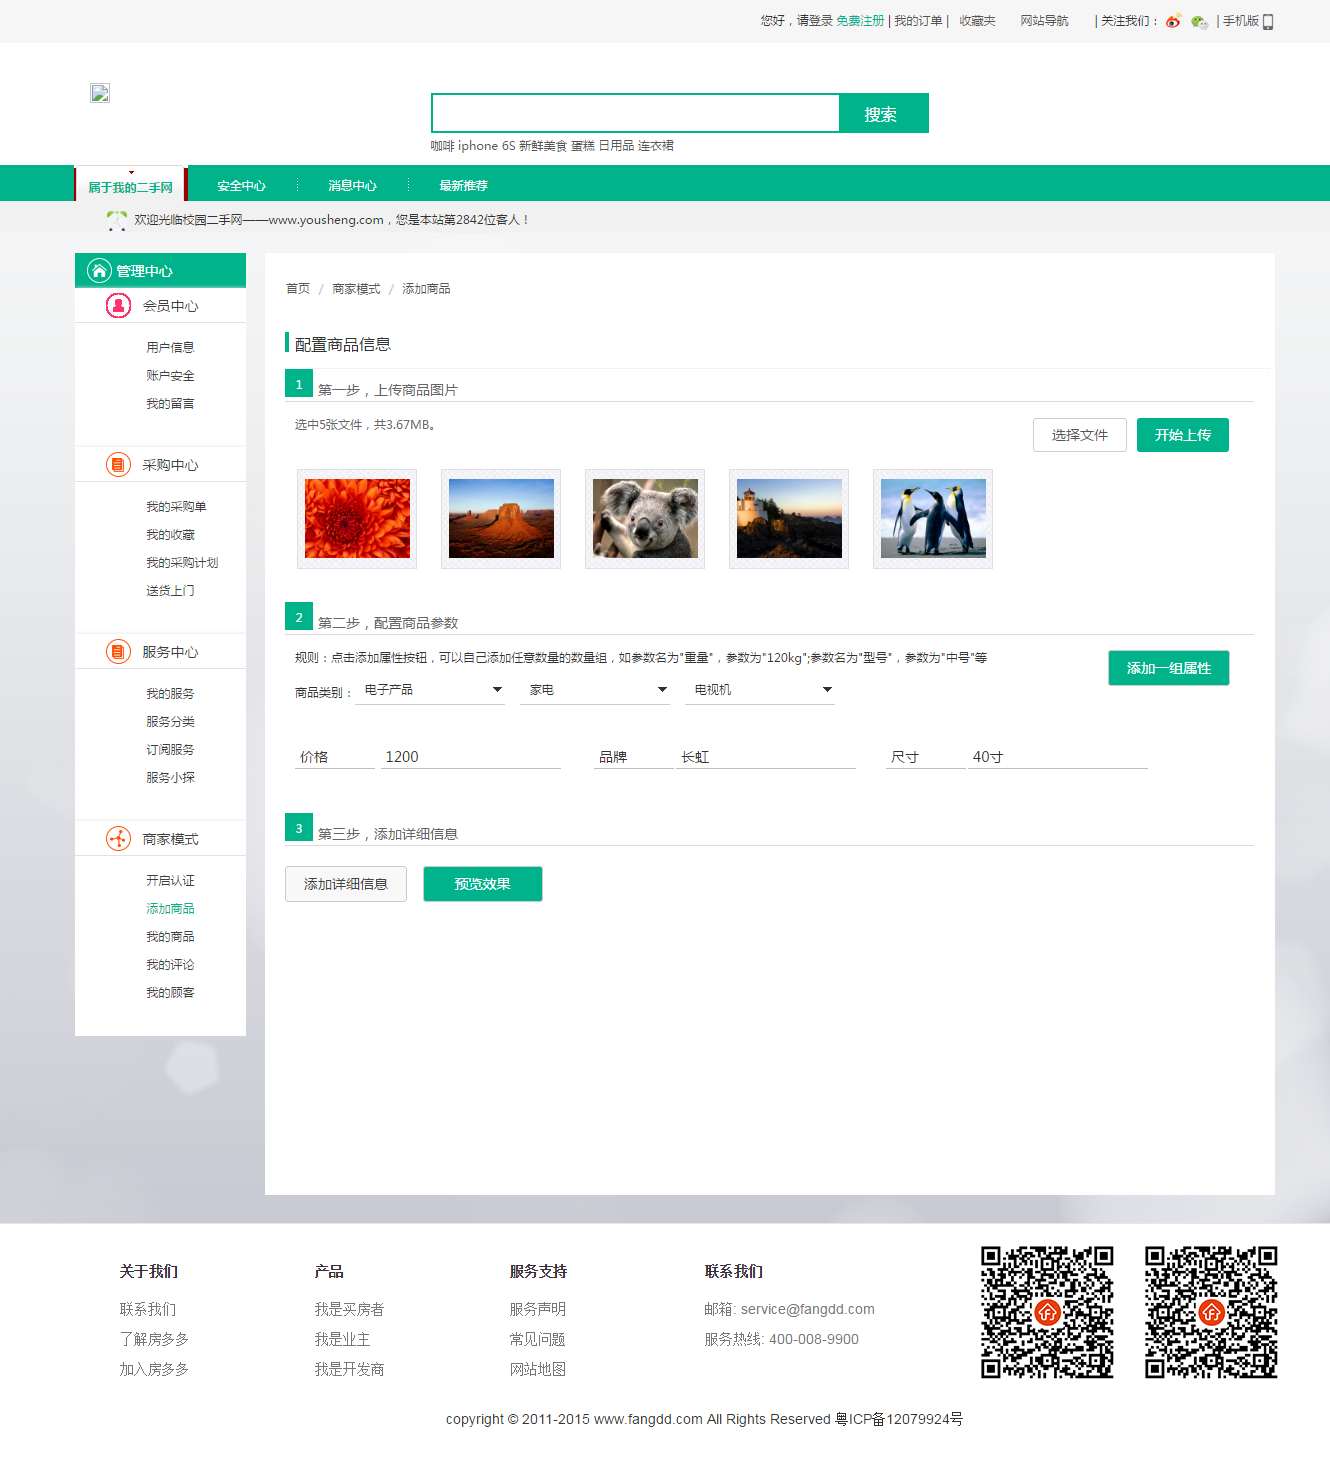 您好，请登录 免费注册 | 我的订单 | 收藏夹 网站导航 | 关注我们： | 手机版
搜索
咖啡 iphone 6S 新鲜美食 蛋糕 日用品 连衣裙
属于我的二手网 安全中心 消息中心 最新推荐
欢迎光临校园二手网——www.yousheng.com，您是本站第2842位客人！
管理中心
会员中心
用户信息
账户安全
我的留言
采购中心
我的采购单
我的收藏
我的采购计划
送货上门
服务中心
我的服务
服务分类
订阅服务
服务小探
商家模式
开启认证
添加商品
我的商品
我的评论
我的顾客
首页 / 商家模式 / 添加商品
配置商品信息
1 第一步，上传商品图片
选中5张文件，共3.67MB。 选择文件 开始上传
2 第二步，配置商品参数
规则：点击添加属性按钮，可以自己添加任意数量的数量组，如参数名为"重量"，参数为"120kg";参数名为"型号"，参数为"中号"等 添加一组属性
商品类别： 电子产品 家电 电视机
价格 1200 品牌 长虹 尺寸 40寸
3 第三步，添加详细信息
添加详细信息 预览效果
关于我们 产品 服务支持 联系我们
联系我们 我是买房者 服务声明 邮箱: service@fangdd.com
了解房多多 我是业主 常见问题 服务热线: 400-008-9900
加入房多多 我是开发商 网站地图
copyright © 2011-2015 www.fangdd.com All Rights Reserved 粤ICP备12079924号